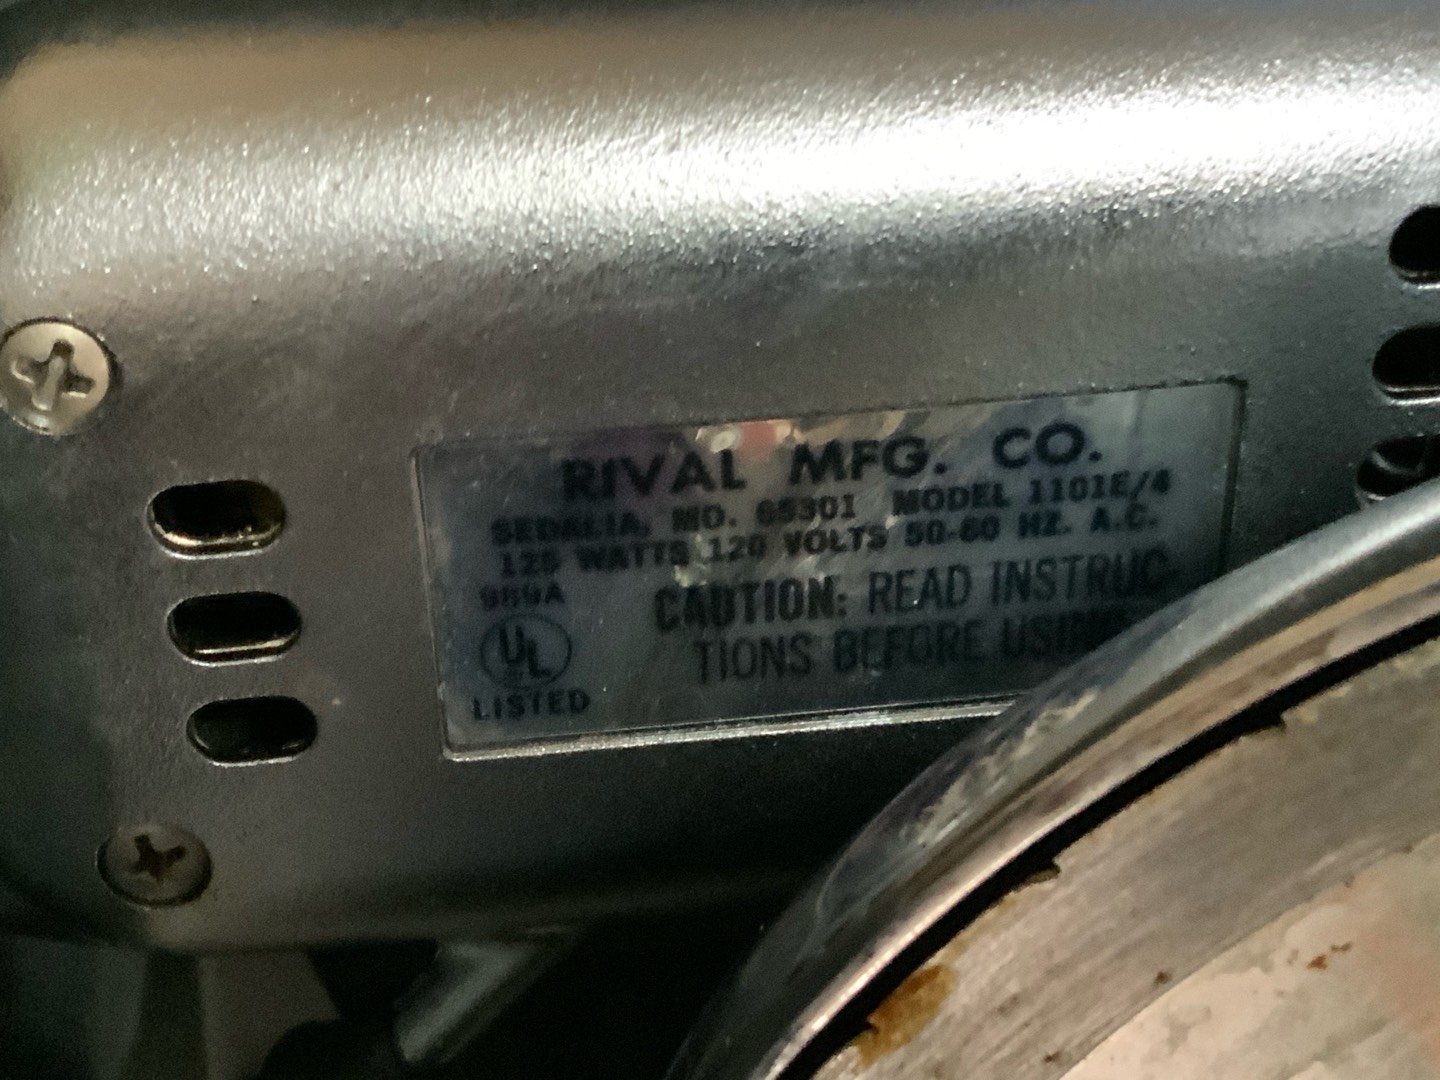 RIVAL MFG. CO.
SEDALIA, MO. 65301 MODEL 1101E/4
125 WATTS 120 VOLTS 50-60 HZ. A.C.
989A
CAUTION: READ INSTRUC-
TIONS BEFORE USING
UL
LISTED